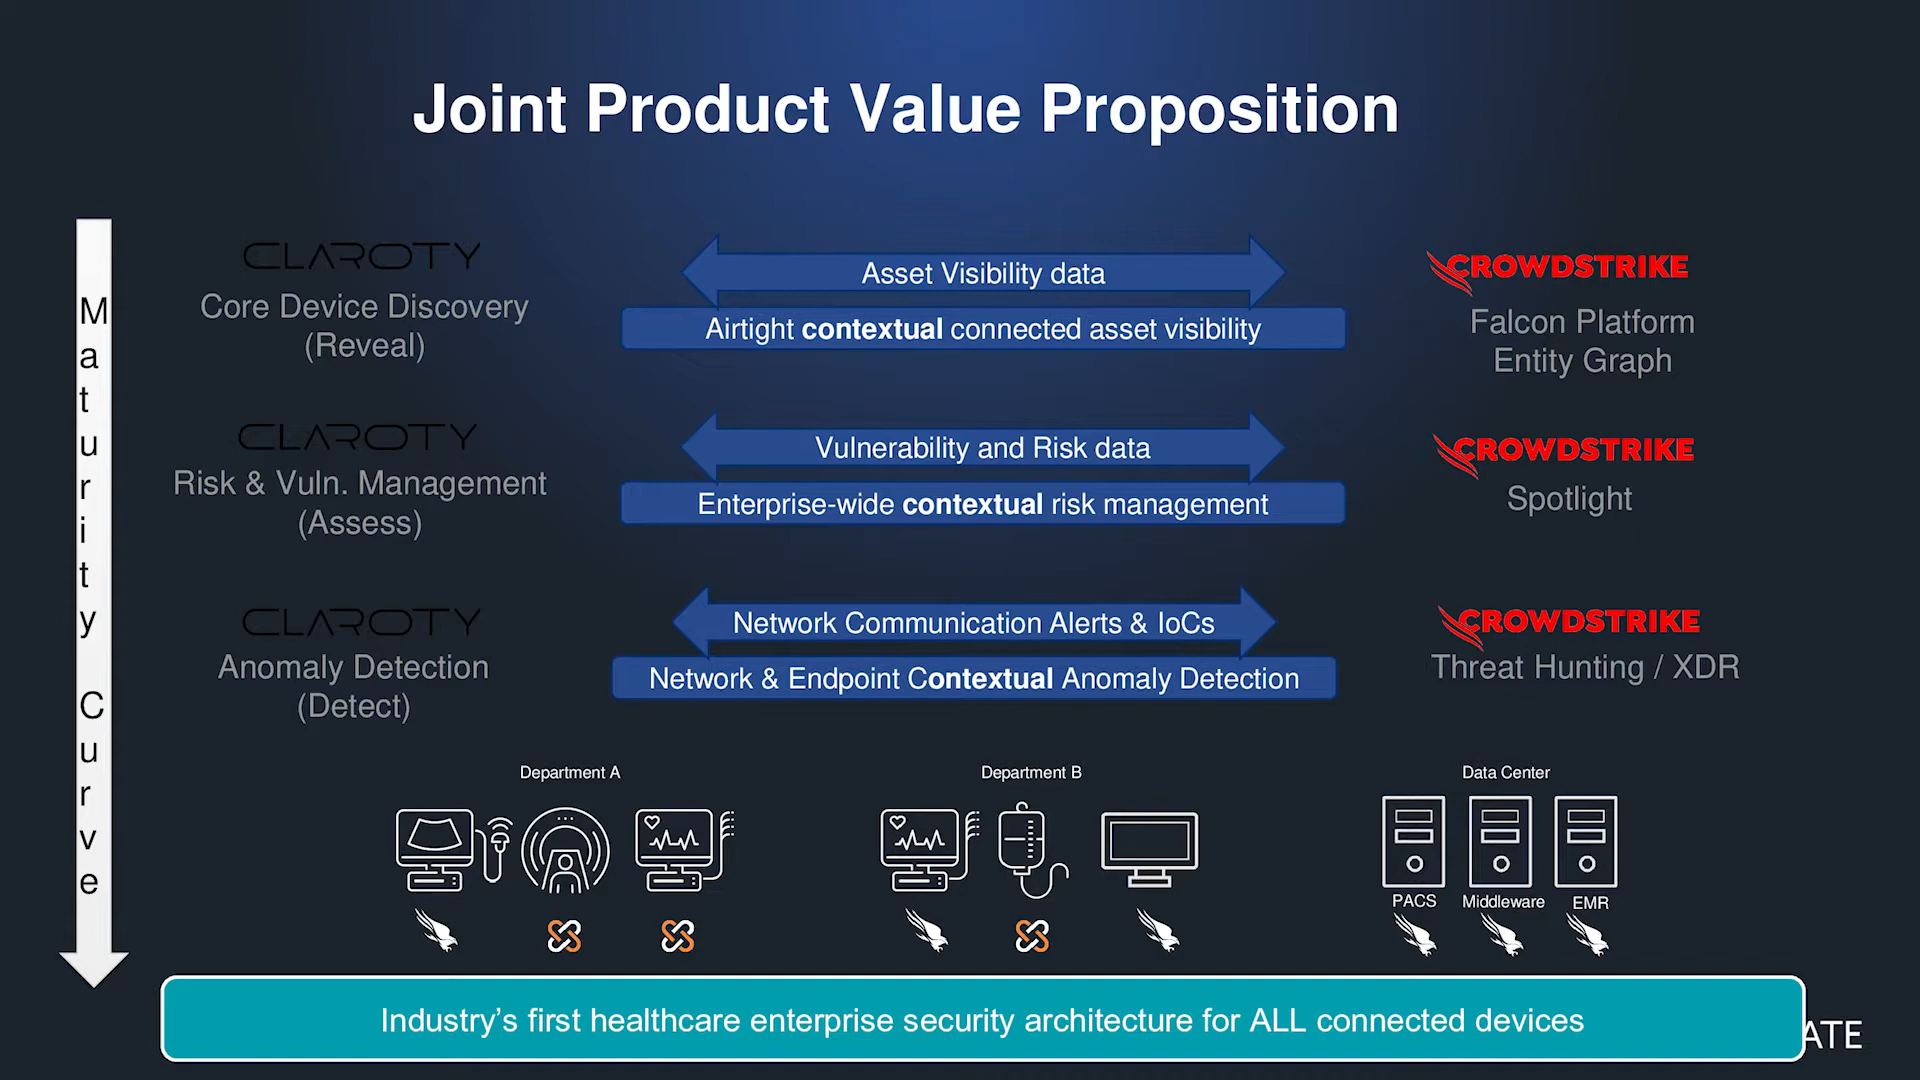 Joint Product Value Proposition
Maturity Curve
CLAROTY
Core Device Discovery
(Reveal)
Asset Visibility data
Airtight contextual connected asset visibility
CROWDSTRIKE
Falcon Platform
Entity Graph
CLAROTY
Risk & Vuln. Management
(Assess)
Vulnerability and Risk data
Enterprise-wide contextual risk management
CROWDSTRIKE
Spotlight
CLAROTY
Anomaly Detection
(Detect)
Network Communication Alerts & IoCs
Network & Endpoint Contextual Anomaly Detection
CROWDSTRIKE
Threat Hunting / XDR
Department A
Department B
Data Center
PACS
Middleware
EMR
Industry’s first healthcare enterprise security architecture for ALL connected devices
ATE